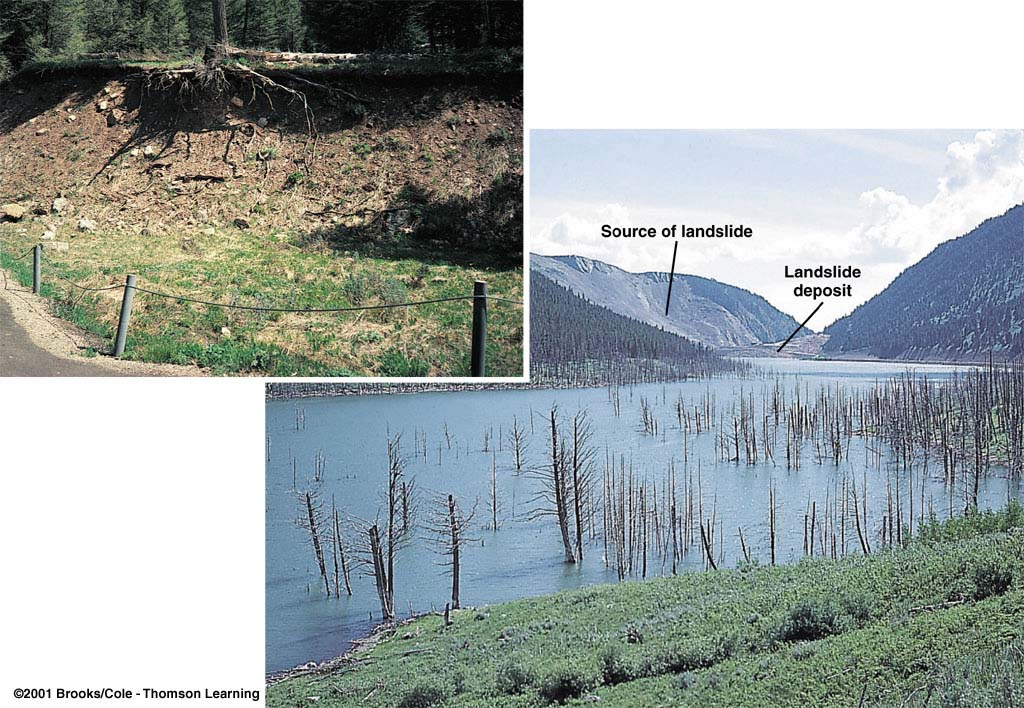 Source of landslide
Landslide
deposit
©2001 Brooks/Cole - Thomson Learning